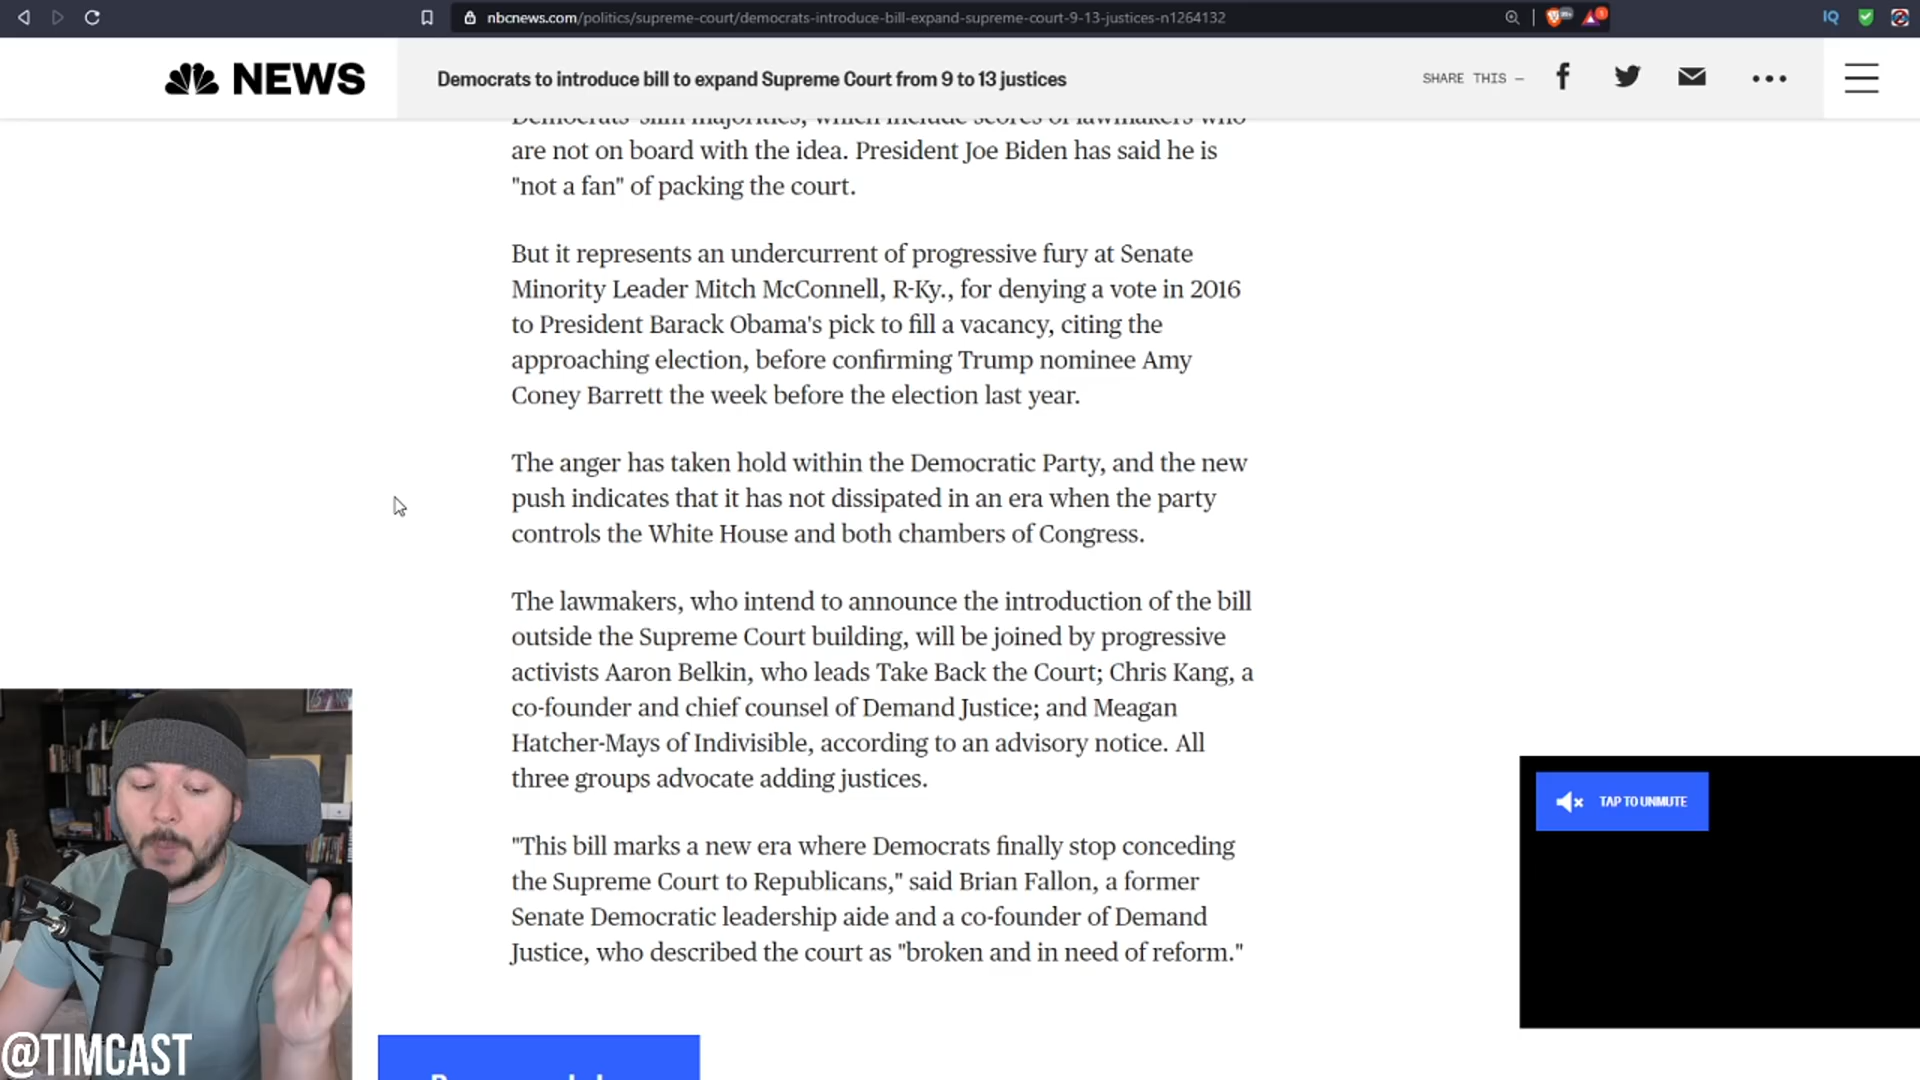 nbcnews.com/politics/supreme-court/democrats-introduce-bill-expand-supreme-court-9-13-justices-n1264132
IQ
NEWS
Democrats to introduce bill to expand Supreme Court from 9 to 13 justices
SHARE THIS —
Democrats' slim majorities, which include scores of lawmakers who
are not on board with the idea. President Joe Biden has said he is
"not a fan" of packing the court.
But it represents an undercurrent of progressive fury at Senate
Minority Leader Mitch McConnell, R-Ky., for denying a vote in 2016
to President Barack Obama's pick to fill a vacancy, citing the
approaching election, before confirming Trump nominee Amy
Coney Barrett the week before the election last year.
The anger has taken hold within the Democratic Party, and the new
push indicates that it has not dissipated in an era when the party
controls the White House and both chambers of Congress.
The lawmakers, who intend to announce the introduction of the bill
outside the Supreme Court building, will be joined by progressive
activists Aaron Belkin, who leads Take Back the Court; Chris Kang, a
co-founder and chief counsel of Demand Justice; and Meagan
Hatcher-Mays of Indivisible, according to an advisory notice. All
three groups advocate adding justices.
"This bill marks a new era where Democrats finally stop conceding
the Supreme Court to Republicans," said Brian Fallon, a former
Senate Democratic leadership aide and a co-founder of Demand
Justice, who described the court as "broken and in need of reform."
TAP TO UNMUTE
@TIMCAST